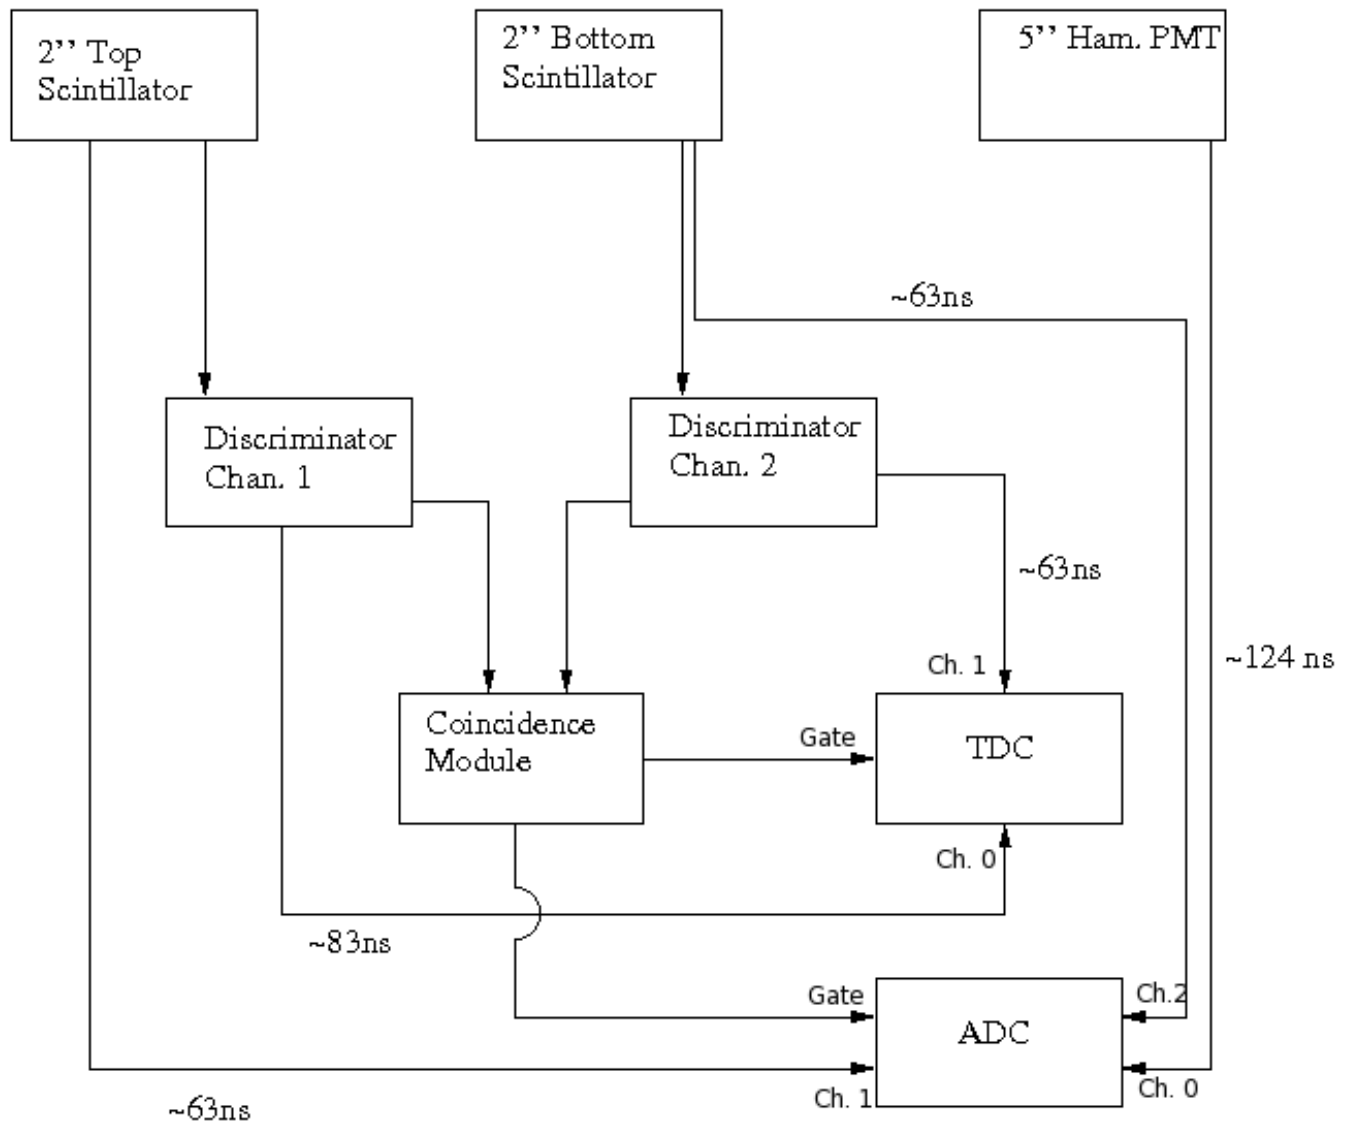 2’’ Top
Scintillator
2’’ Bottom
Scintillator
5’’ Ham. PMT
~63ns
Discriminator
Chan. 1
Discriminator
Chan. 2
~63ns
~124 ns
Ch. 1
Coincidence
Module
Gate
TDC
Ch. 0
~83ns
Gate
Ch.2
ADC
Ch. 1
Ch. 0
~63ns